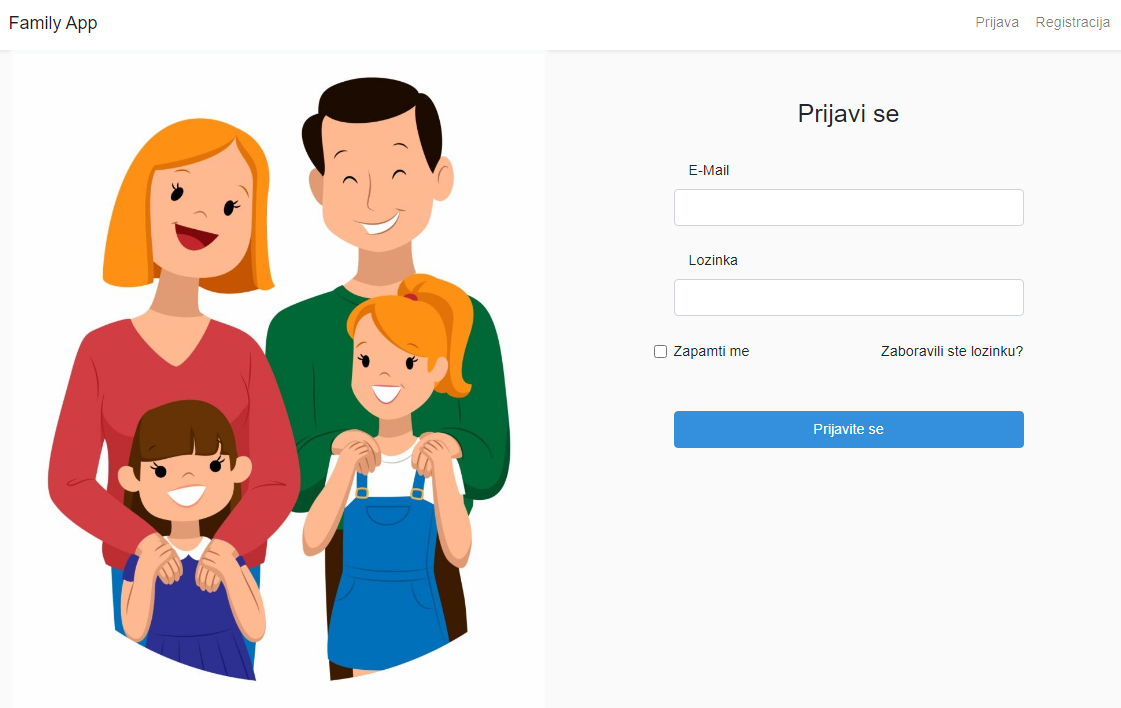 Family App
Prijava Registracija
Prijavi se
E-Mail
Lozinka
Zapamti me Zaboravili ste lozinku?
Prijavite se